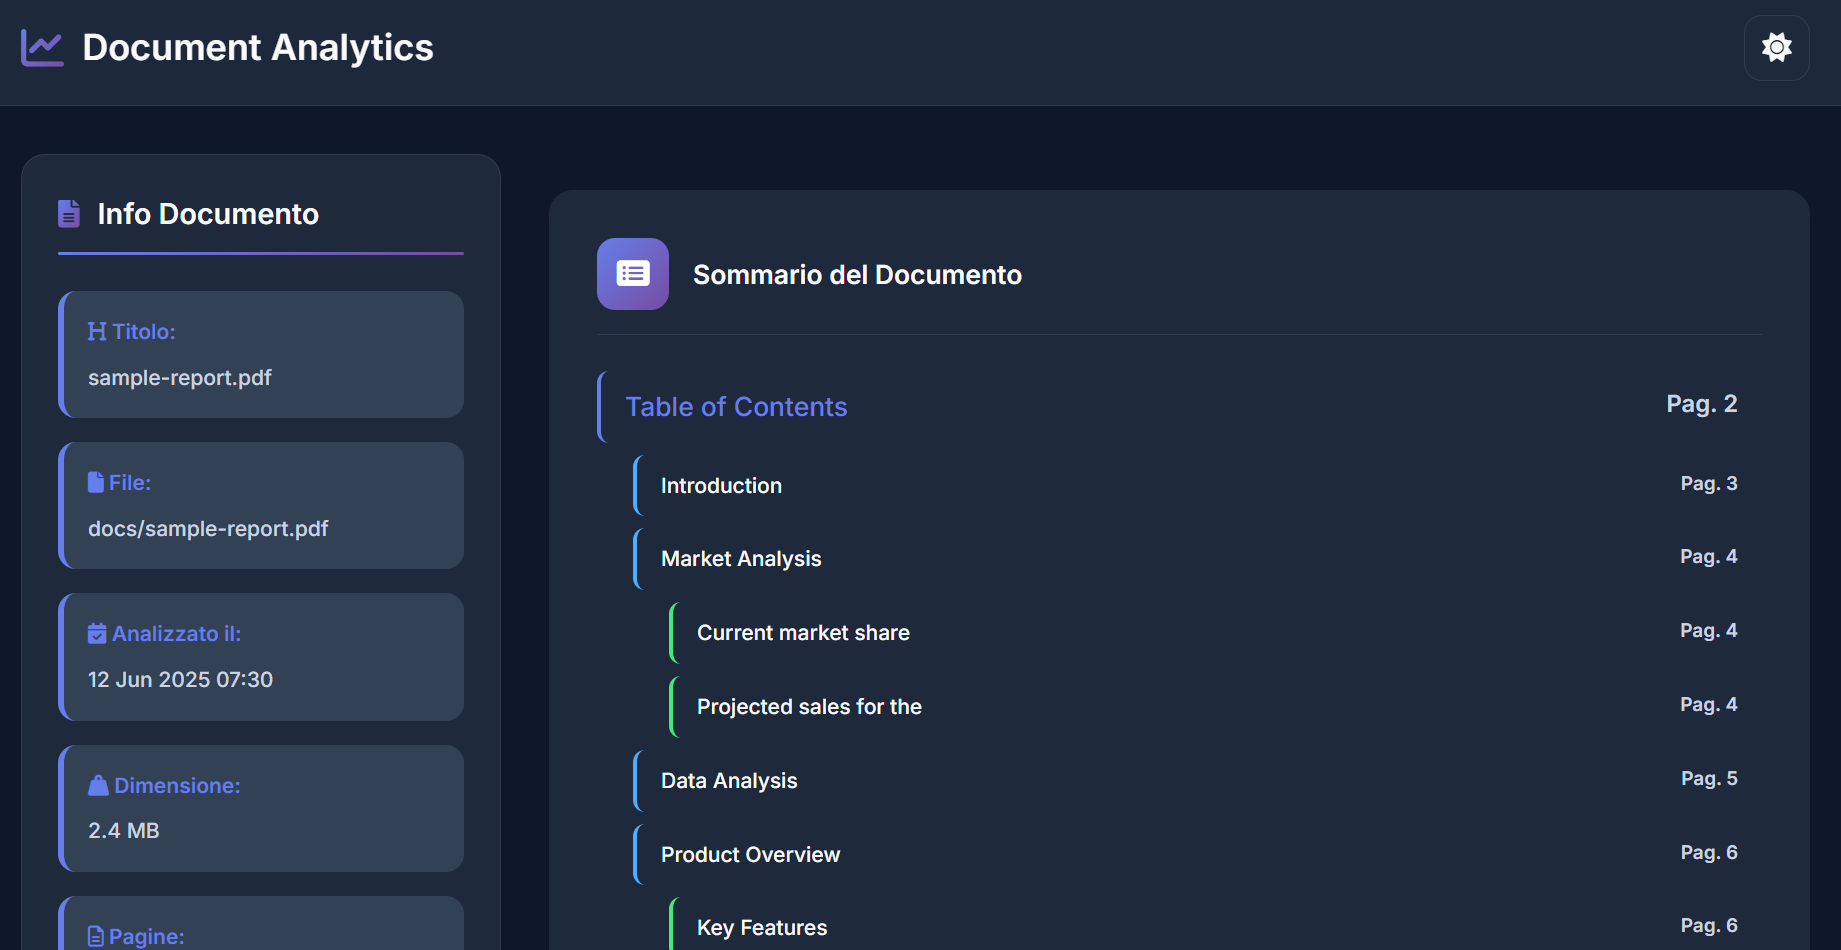 Document Analytics
Info Documento
Titolo:
sample-report.pdf
File:
docs/sample-report.pdf
Analizzato il:
12 Jun 2025 07:30
Dimensione:
2.4 MB
Pagine:
Sommario del Documento
Table of Contents Pag. 2
Introduction Pag. 3
Market Analysis Pag. 4
Current market share Pag. 4
Projected sales for the Pag. 4
Data Analysis Pag. 5
Product Overview Pag. 6
Key Features Pag. 6